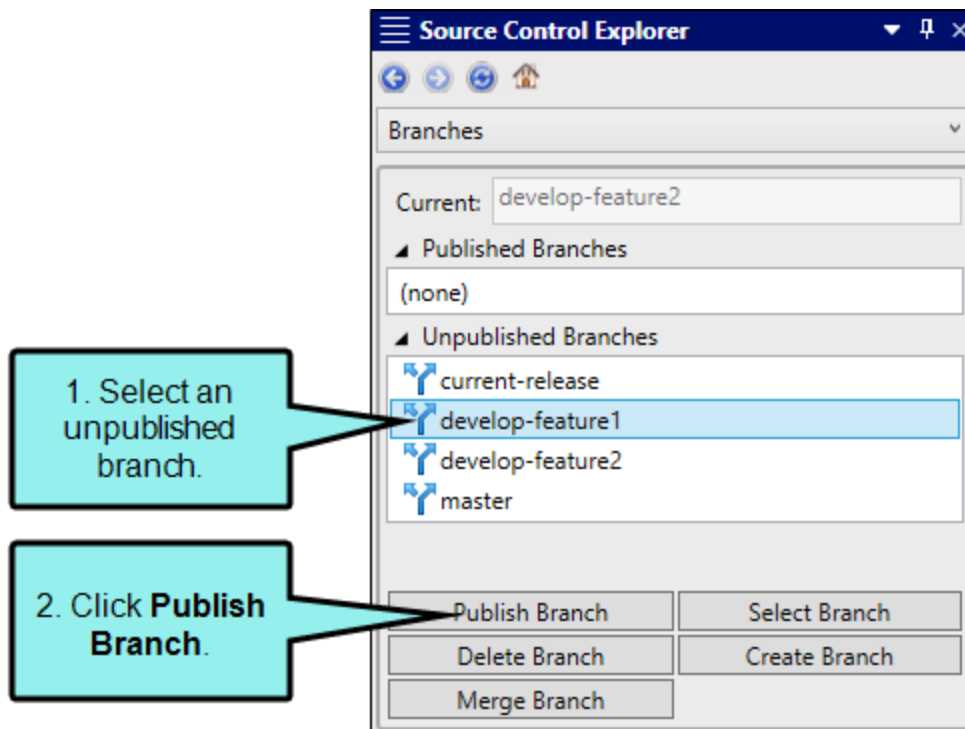 Source Control Explorer
Branches
Current: develop-feature2
Published Branches
(none)
Unpublished Branches
current-release
develop-feature1
develop-feature2
master
1. Select an
unpublished
branch.
2. Click Publish
Branch.
Publish Branch Select Branch
Delete Branch Create Branch
Merge Branch